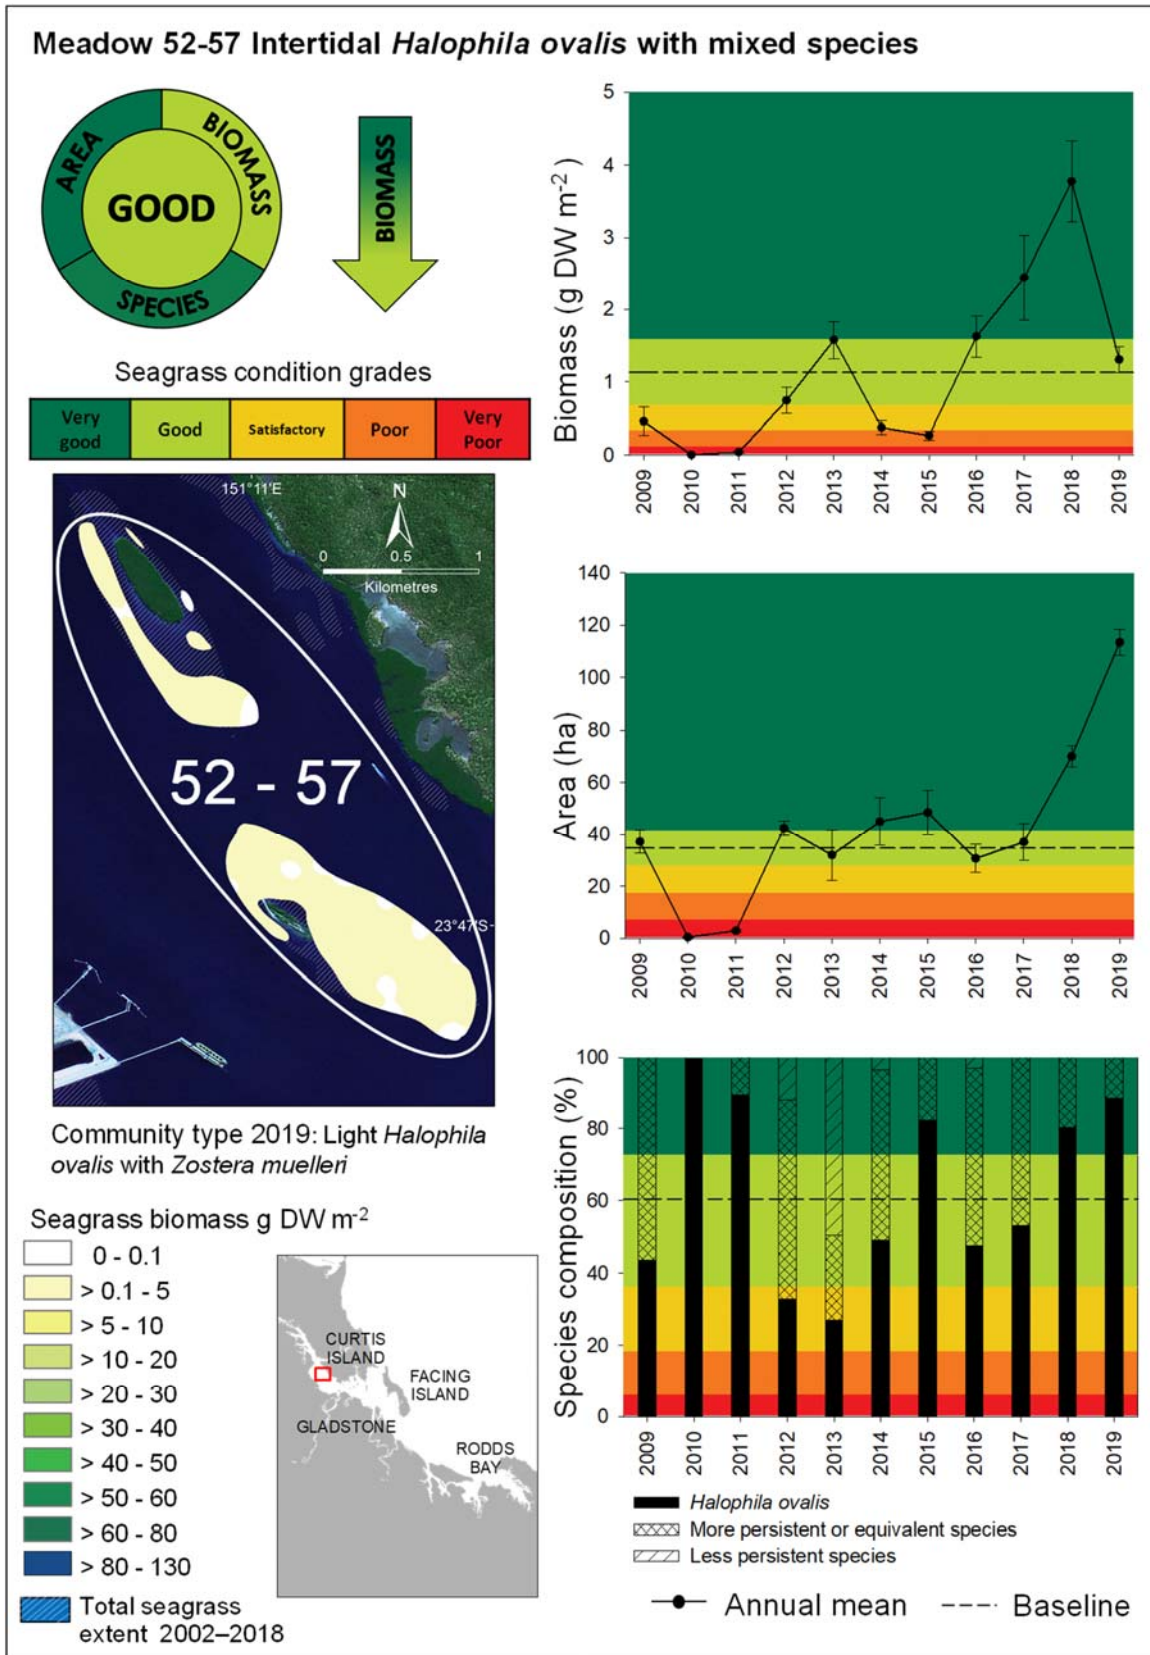 Meadow 52-57 Intertidal Halophila ovalis with mixed species
AREA
BIOMASS
GOOD
SPECIES
BIOMASS
Seagrass condition grades
Very good
Good
Satisfactory
Poor
Very Poor
151°11'E
N
0 0.5 1
Kilometres
52 - 57
23°47'S
Community type 2019: Light Halophila
ovalis with Zostera muelleri
Seagrass biomass g DW m-2
0 - 0.1
> 0.1 - 5
> 5 - 10
> 10 - 20
> 20 - 30
> 30 - 40
> 40 - 50
> 50 - 60
> 60 - 80
> 80 - 130
Total seagrass
extent 2002–2018
CURTIS
ISLAND
FACING
ISLAND
GLADSTONE
RODDS
BAY
Biomass (g DW m-2)
5
4
3
2
1
0
2009 2010 2011 2012 2013 2014 2015 2016 2017 2018 2019
Area (ha)
140
120
100
80
60
40
20
0
2009 2010 2011 2012 2013 2014 2015 2016 2017 2018 2019
Species composition (%)
100
80
60
40
20
0
2009 2010 2011 2012 2013 2014 2015 2016 2017 2018 2019
Halophila ovalis
More persistent or equivalent species
Less persistent species
Annual mean
Baseline